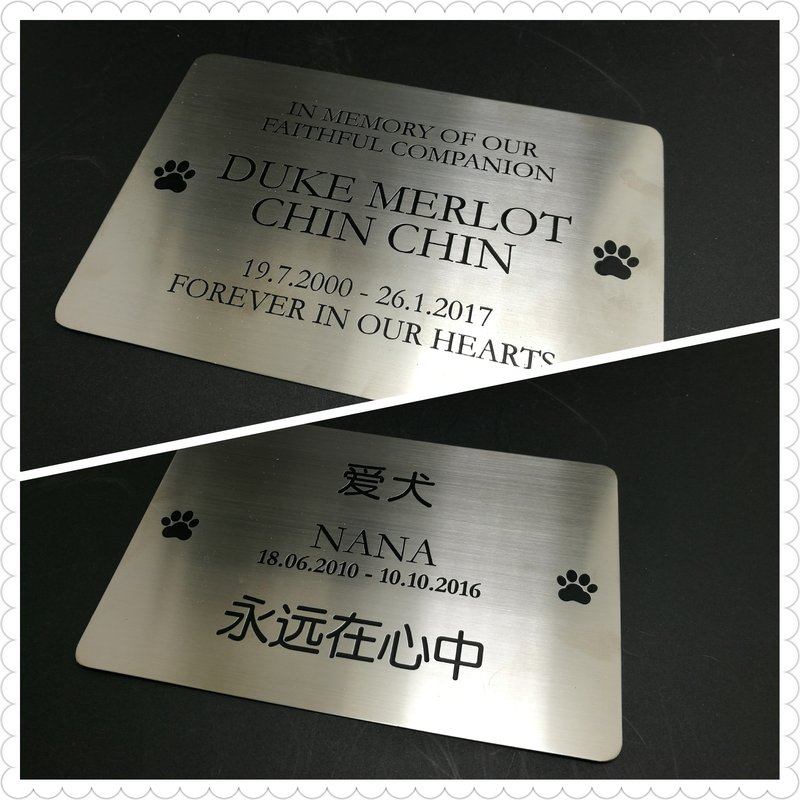 IN MEMORY OF OUR
FAITHFUL COMPANION
DUKE MERLOT
CHIN CHIN
19.7.2000 - 26.1.2017
FOREVER IN OUR HEARTS
爱犬
NANA
18.06.2010 - 10.10.2016
永远在心中